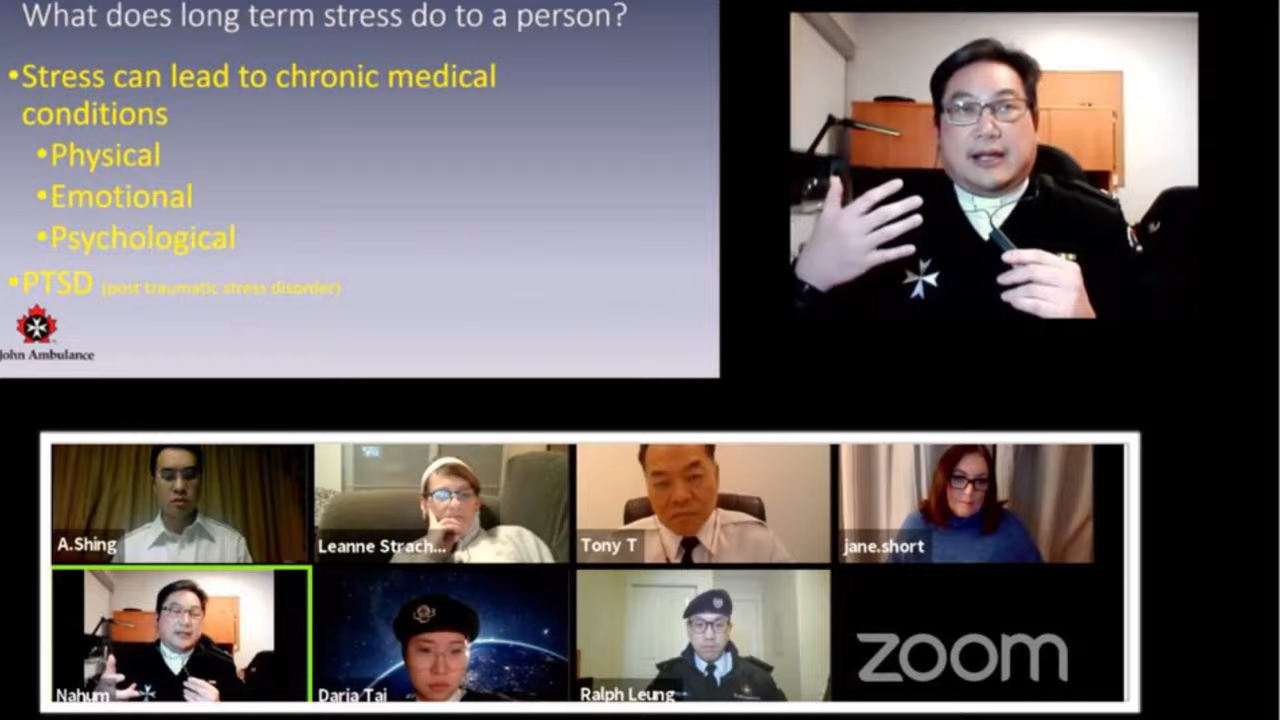 What does long term stress do to a person?
•Stress can lead to chronic medical
conditions
•Physical
•Emotional
•Psychological
•PTSD (post traumatic stress disorder)
John Ambulance
A.Shing
Leanne Strach...
Tony T
jane.short
Nahum
Daria Tai
Ralph Leung
zoom